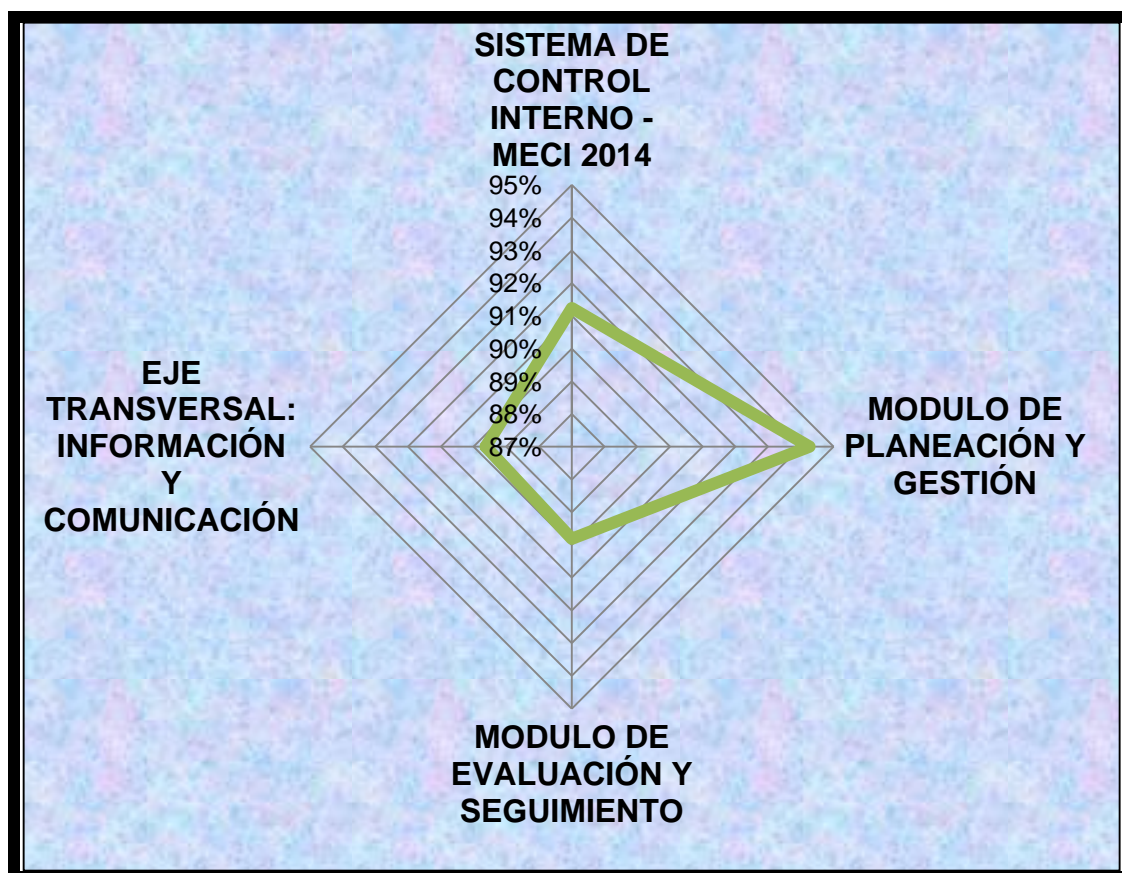 SISTEMA DE
CONTROL
INTERNO -
MECI 2014
95%
94%
93%
92%
91%
90%
89%
88%
87%
EJE
TRANSVERSAL:
INFORMACIÓN
Y
COMUNICACIÓN
MODULO DE
PLANEACIÓN Y
GESTIÓN
MODULO DE
EVALUACIÓN Y
SEGUIMIENTO